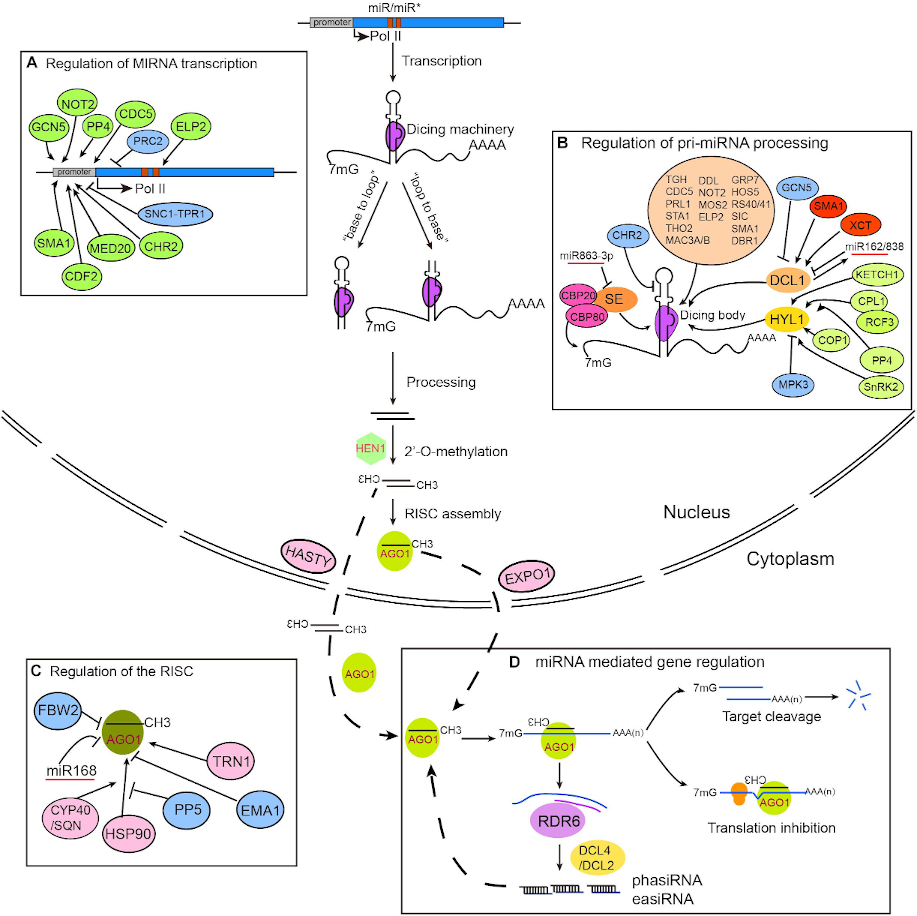 miR/miR*
promoter
Pol II
Transcription
Dicing machinery
AAAA
7mG
"base to loop"
"loop to base"
7mG
AAAA
Processing
HEN1
2'-O-methylation
CH3
CH3
RISC assembly
AGO1
CH3
Nucleus
Cytoplasm
HASTY
EXPO1
CH3
CH3
AGO1
A Regulation of MIRNA transcription
NOT2
CDC5
GCN5
PP4
ELP2
PRC2
promoter
Pol II
SNC1-TPR1
SMA1
MED20
CHR2
CDF2
B Regulation of pri-miRNA processing
TGH DDL GRP7
CDC5 NOT2 HOS5
PRL1 MOS2 RS40/41
STA1 ELP2 SIC
THO2 SMA1
MAC3A/B DBR1
GCN5
SMA1
XCT
CHR2
miR162/838
miR863-3p
DCL1
KETCH1
CBP20
SE
CBP80
Dicing body
HYL1
CPL1
RCF3
AAAA
COP1
7mG
PP4
MPK3
SnRK2
C Regulation of the RISC
FBW2
CH3
AGO1
miR168
TRN1
CYP40
/SQN
HSP90
PP5
EMA1
D miRNA mediated gene regulation
AGO1
CH3
7mG
CH3
AGO1
AAA(n)
7mG
AAA(n)
Target cleavage
7mG
CH3
AGO1
AAA(n)
Translation inhibition
RDR6
DCL4
/DCL2
phasiRNA
easiRNA